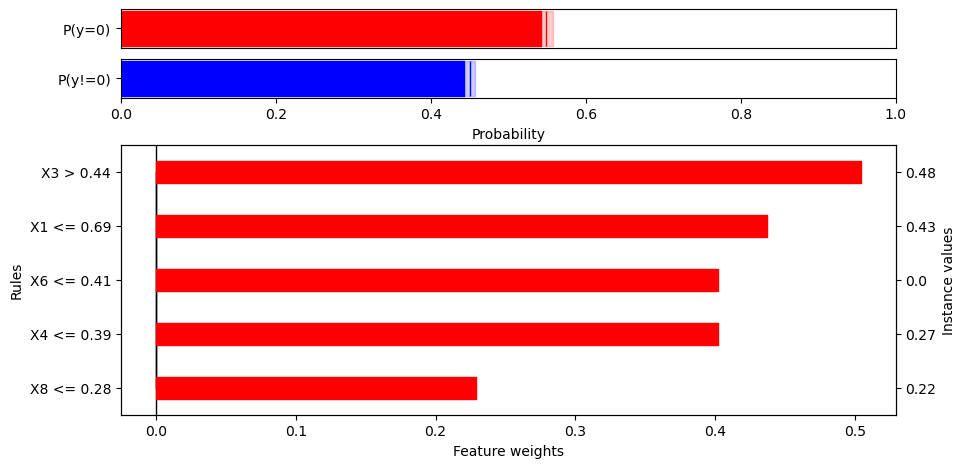 P(y=0)
P(y!=0)
0.0 0.2 0.4 0.6 0.8 1.0
Probability
X3 > 0.44 0.48
X1 <= 0.69 0.43
X6 <= 0.41 0.0
X4 <= 0.39 0.27
X8 <= 0.28 0.22
Rules
Instance values
0.0 0.1 0.2 0.3 0.4 0.5
Feature weights